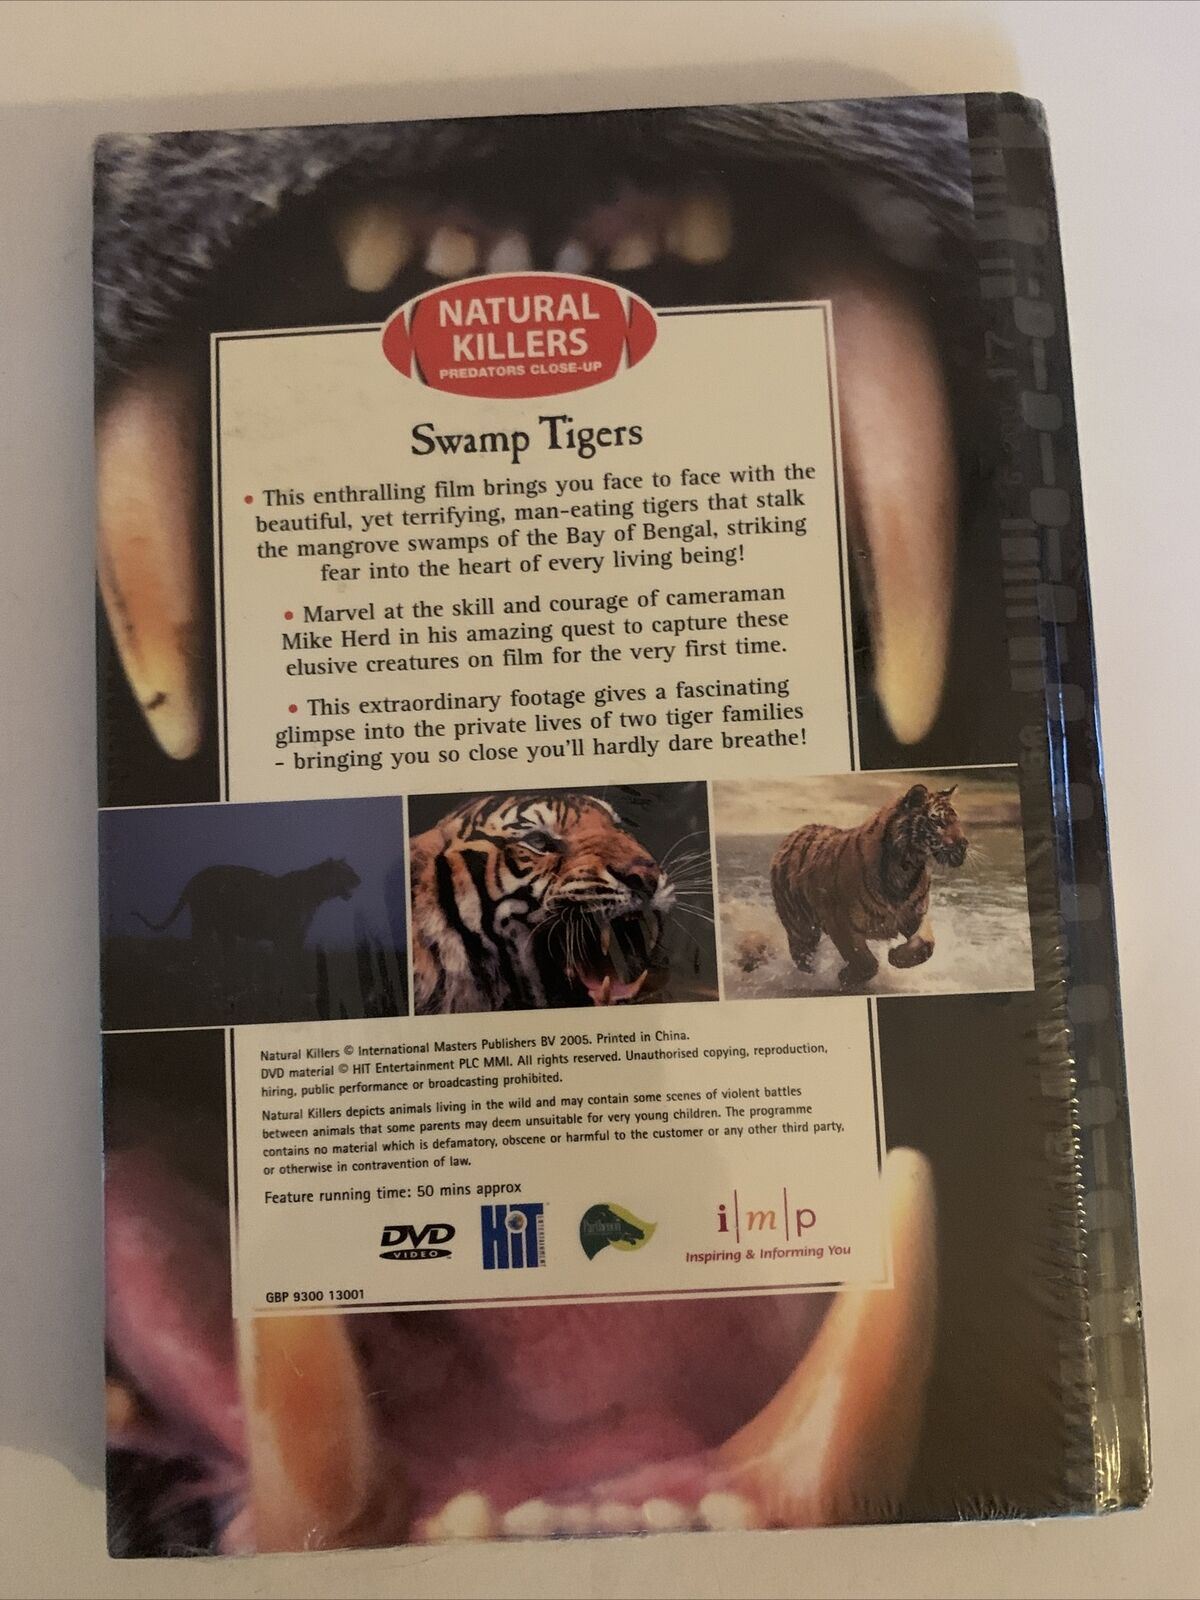 NATURAL
KILLERS
PREDATORS CLOSE-UP
Swamp Tigers
• This enthralling film brings you face to face with the
beautiful, yet terrifying, man-eating tigers that stalk
the mangrove swamps of the Bay of Bengal, striking
fear into the heart of every living being!
• Marvel at the skill and courage of cameraman
Mike Herd in his amazing quest to capture these
elusive creatures on film for the very first time.
• This extraordinary footage gives a fascinating
glimpse into the private lives of two tiger families
– bringing you so close you'll hardly dare breathe!
Natural Killers © International Masters Publishers BV 2005. Printed in China.
DVD material © HIT Entertainment PLC MMI. All rights reserved. Unauthorised copying, reproduction,
hiring, public performance or broadcasting prohibited.
Natural Killers depicts animals living in the wild and may contain some scenes of violent battles
between animals that some parents may deem unsuitable for very young children. The programme
contains no material which is defamatory, obscene or harmful to the customer or any other third party,
or otherwise in contravention of law.
Feature running time: 50 mins approx
DVD
VIDEO
HiT
ENTERTAINMENT
Parthenon
i|m|p
Inspiring & Informing You
GBP 9300 13001